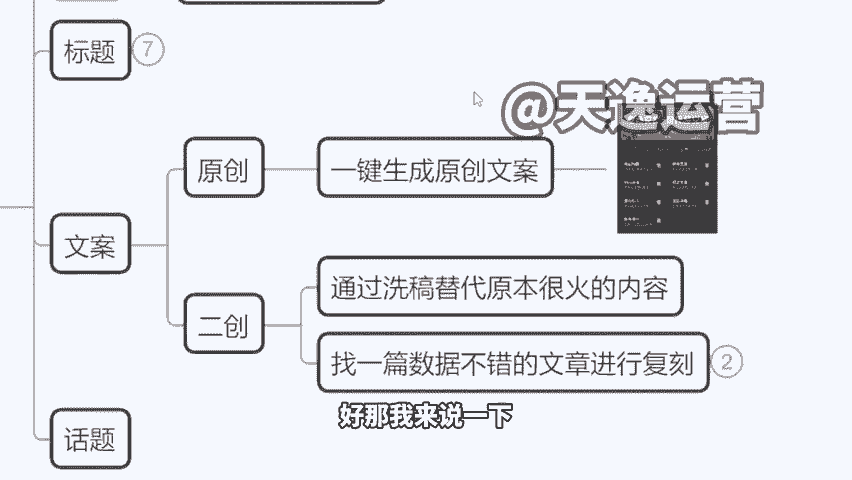 标题
7
@天逸运营
原创
一键生成原创文案
文案
二创
通过洗稿替代原本很火的内容
找一篇数据不错的文章进行复刻
2
话题
好那我来说一下